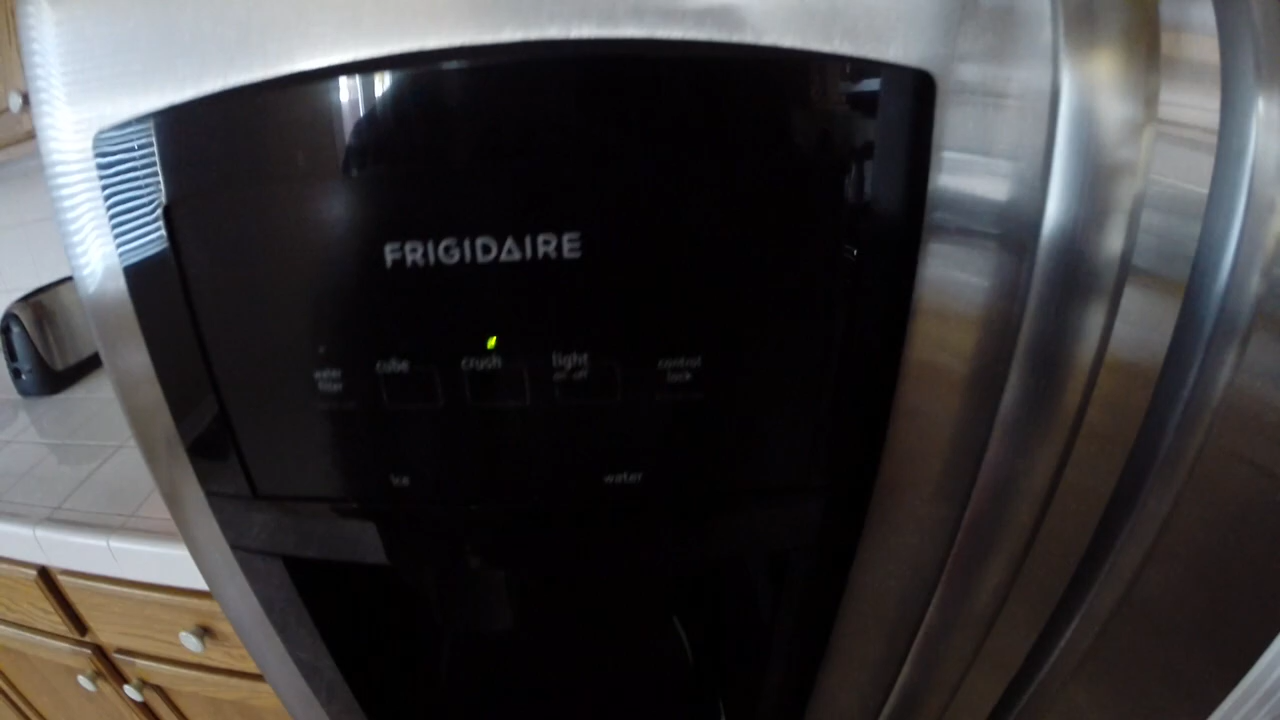 FRIGIDAIRE
water filter
cube
crush
light
on off
control
lock
ice
water